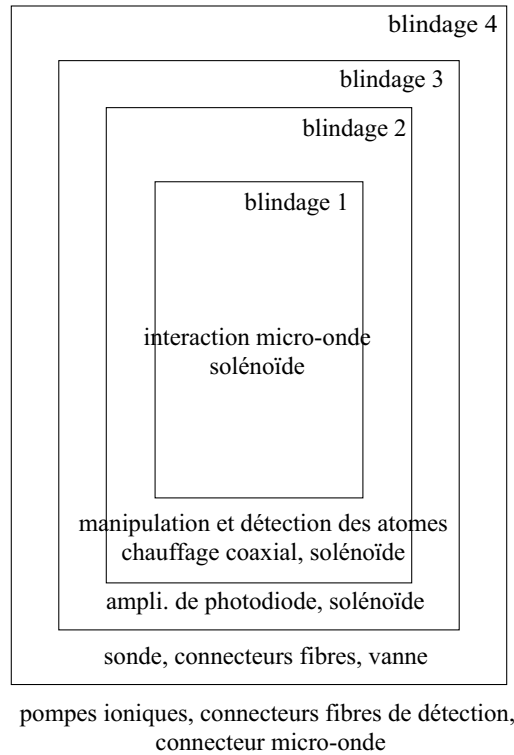 blindage 4
blindage 3
blindage 2
blindage 1
interaction micro-onde
solénoïde
manipulation et détection des atomes
chauffage coaxial, solénoïde
ampli. de photodiode, solénoïde
sonde, connecteurs fibres, vanne
pompes ioniques, connecteurs fibres de détection,
connecteur micro-onde